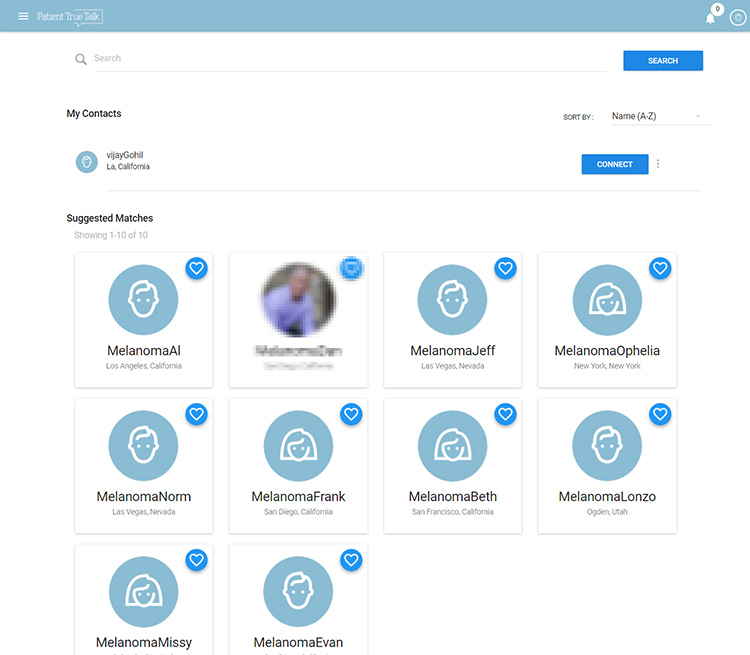 Patient True Talk
0
Search
SEARCH
My Contacts
SORT BY :
Name (A-Z)
vijayGohil
La, California
CONNECT
Suggested Matches
Showing 1-10 of 10
MelanomaAl
Los Angeles, California
MelanomaJeff
Las Vegas, Nevada
MelanomaOphelia
New York, New York
MelanomaNorm
Las Vegas, Nevada
MelanomaFrank
San Diego, California
MelanomaBeth
San Francisco, California
MelanomaLonzo
Ogden, Utah
MelanomaMissy
MelanomaEvan